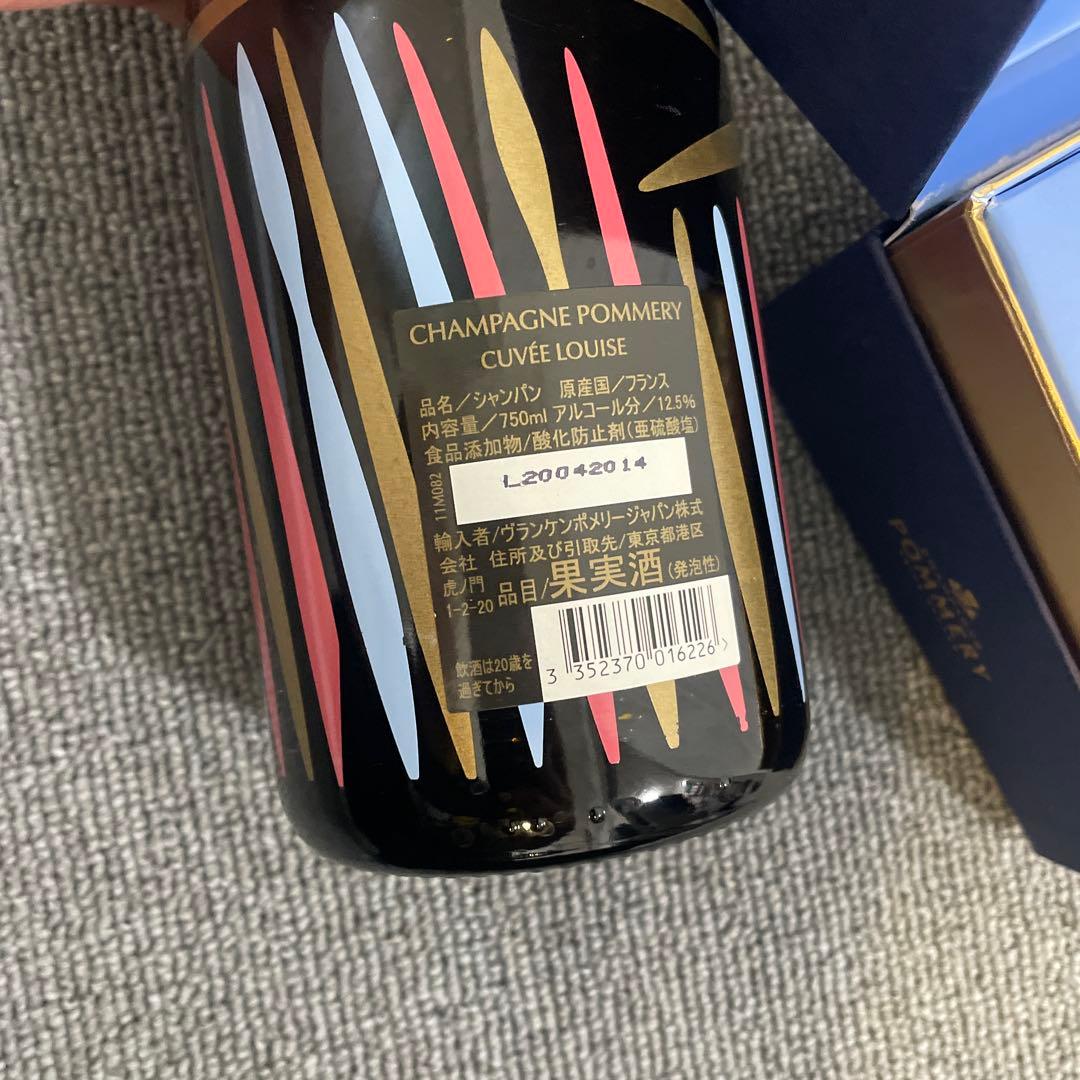 CHAMPAGNE POMMERY
CUVÉE LOUISE
品名/シャンパン 原産国/フランス
内容量/750ml アルコール分/12.5%
食品添加物/酸化防止剤(亜硫酸塩)
L20042014
11M082
輸入者/ヴランケンポメリージャパン株式
会社 住所及び引取先/東京都港区
虎ノ門
1-2-20 品目/果実酒(発泡性)
飲酒は20歳を
過ぎてから
3 352370 016226 >
POMMERY